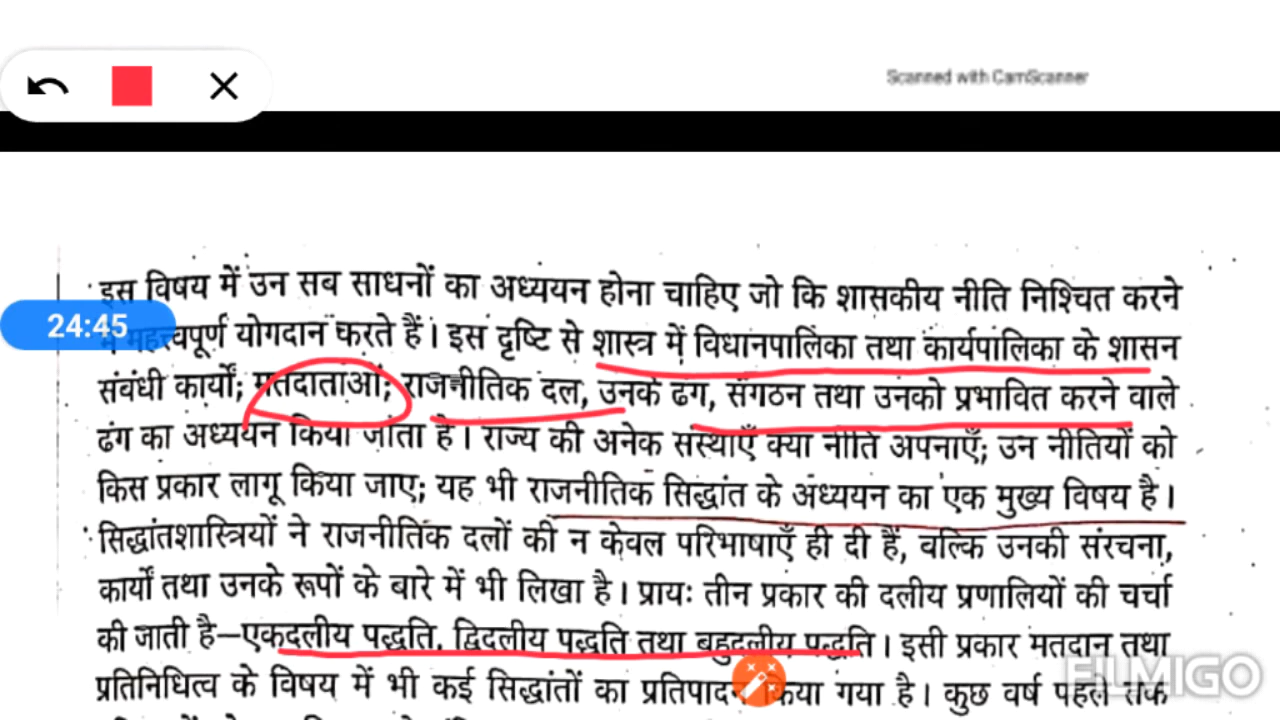 Scanned with CamScanner
इस विषय में उन सब साधनों का अध्ययन होना चाहिए जो कि शासकीय नीति निश्चित करने
24:45
महत्त्वपूर्ण योगदान करते हैं। इस दृष्टि से शास्त्र में विधानपालिका तथा कार्यपालिका के शासन
संबंधी कार्यों; मतदाताओं; राजनीतिक दल, उनके ढंग, संगठन तथा उनको प्रभावित करने वाले
ढंग का अध्ययन किया जाता है। राज्य की अनेक संस्थाएँ क्या नीति अपनाएँ; उन नीतियों को
किस प्रकार लागू किया जाए; यह भी राजनीतिक सिद्धांत के अध्ययन का एक मुख्य विषय है।
सिद्धांतशास्त्रियों ने राजनीतिक दलों की न केवल परिभाषाएँ ही दी हैं, वल्कि उनकी संरचना,
कार्यों तथा उनके रूपों के बारे में भी लिखा है। प्रायः तीन प्रकार की दलीय प्रणालियों की चर्चा
की जाती है–एकदलीय पद्धति, द्विदलीय पद्धति तथा बहुदलीय पद्धति। इसी प्रकार मतदान तथा
प्रतिनिधित्व के विषय में भी कई सिद्धांतों का प्रतिपादन किया गया है। कुछ वर्ष पहले तक
FILMIGO